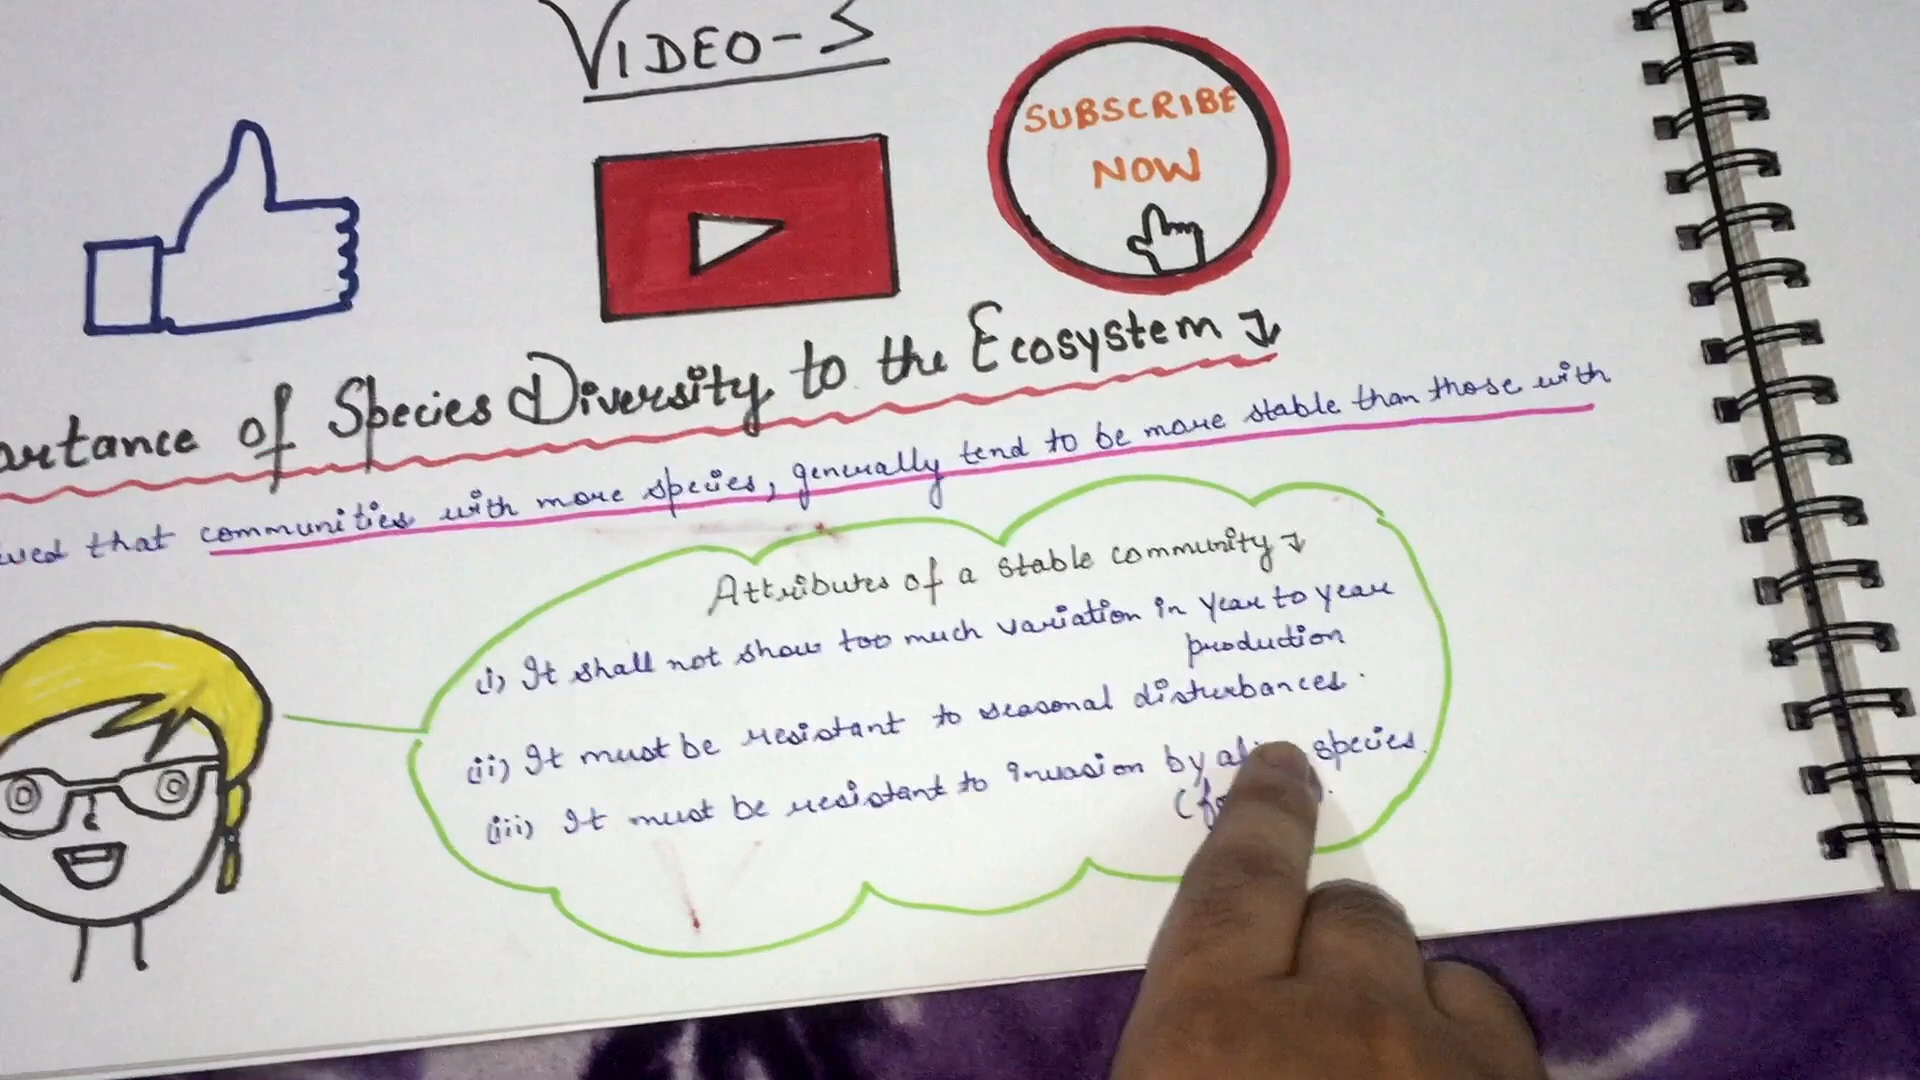 VIDEO-5
SUBSCRIBE
NOW
of Species Diversity to the Ecosystem
that communities with more species, generally tend to be more stable than those with
Attributes of a stable community
(i) It shall not show too much variation in year to year
production
(ii) It must be resistant to seasonal disturbances.
(iii) It must be resistant to invasion by species.